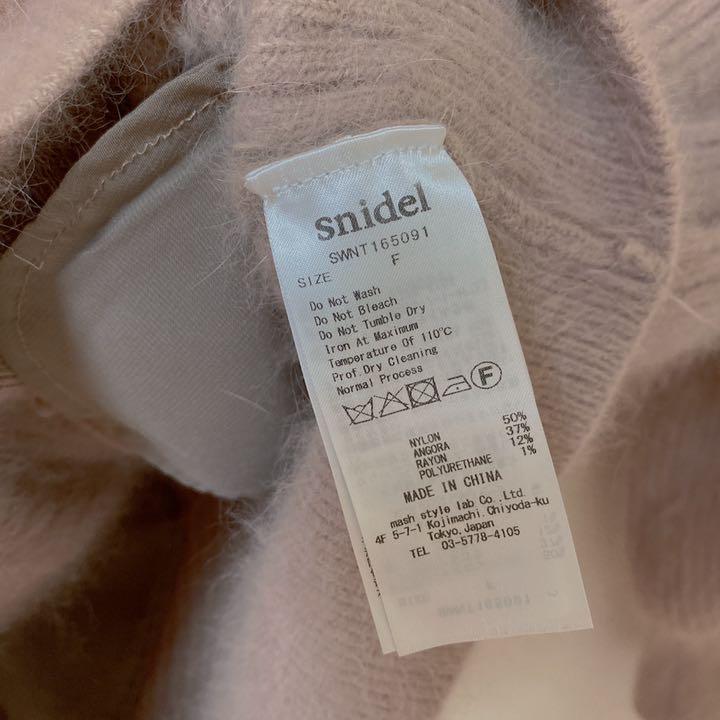 snidel
SWNT165091
SIZE F
Do Not Wash
Do Not Bleach
Do Not Tumble Dry
Iron At Maximum
Temperature Of 110℃
Prof.Dry Cleaning
Normal Process
F
NYLON 50%
ANGORA 37%
RAYON 12%
POLYURETHANE 1%
MADE IN CHINA
mash style lab Co.,Ltd.
4F 5-7-1 Kojimachi,Chiyoda-ku
Tokyo,Japan
TEL 03-5778-4105